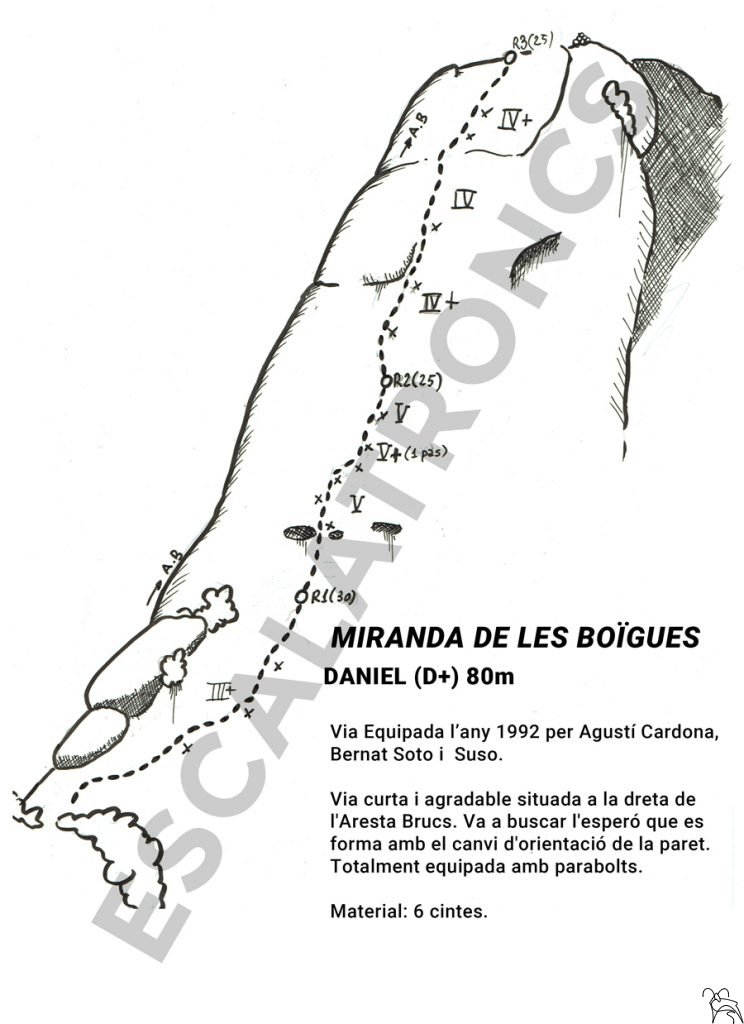 R3(25)
IV+
A.B
IV
IV+
R2(25)
V
V+(1 pas)
V
A.B
R1(30)
III+
ESCALATRONCS
MIRANDA DE LES BOÏGUES
DANIEL (D+) 80m
Via Equipada l’any 1992 per Agustí Cardona,
Bernat Soto i Suso.
Via curta i agradable situada a la dreta de
l'Aresta Brucs. Va a buscar l'esperó que es
forma amb el canvi d'orientació de la paret.
Totalment equipada amb parabolts.
Material: 6 cintes.